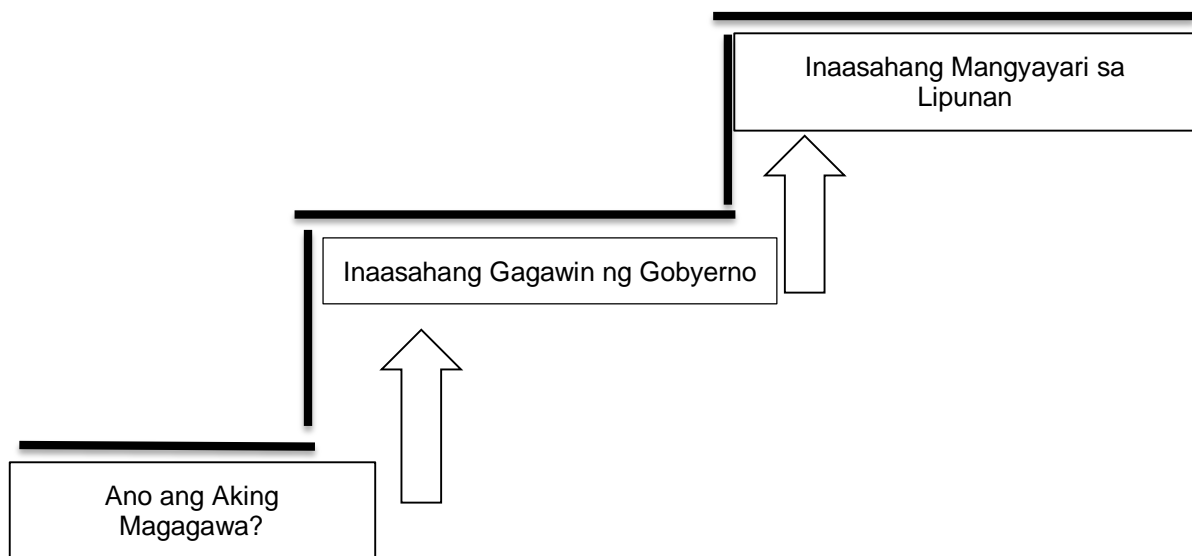 Inaasahang Mangyayari sa
Lipunan
Inaasahang Gagawin ng Gobyerno
Ano ang Aking
Magagawa?